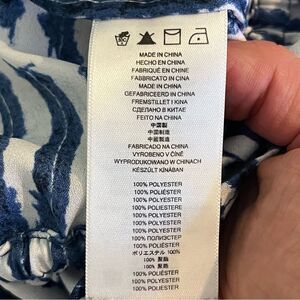 MADE IN CHINA
HECHO EN CHINA
FABRIQUÉ EN CHINE
FABBRICATO IN CHINA
MADE IN CHINA
GEFABRICEERD IN CHINA
FREMSTILLET I KINA
СДЕЛАНО В КИТАЕ
FEITO NA CHINA
中国製
中国制造
中國製造
FABRICADO NA CHINA
VYROBENO V ČÍNĚ
WYPRODUKOWANO W CHINACH
KÉSZÜLT KÍNÁBAN
100% POLYESTER
100% POLIÉSTER
100% POLYESTER
100% POLIESTERE
100% POLYESTER
100% POLYESTER
100% POLYESTER
100% ПОЛИЭСТЕР
100% POLIÉSTER
ポリエステル 100%
100% 聚酯
100% 聚酯
100% POLIÉSTER
100% POLYESTER
100% POLIESTER
100% POLIÉSZTER